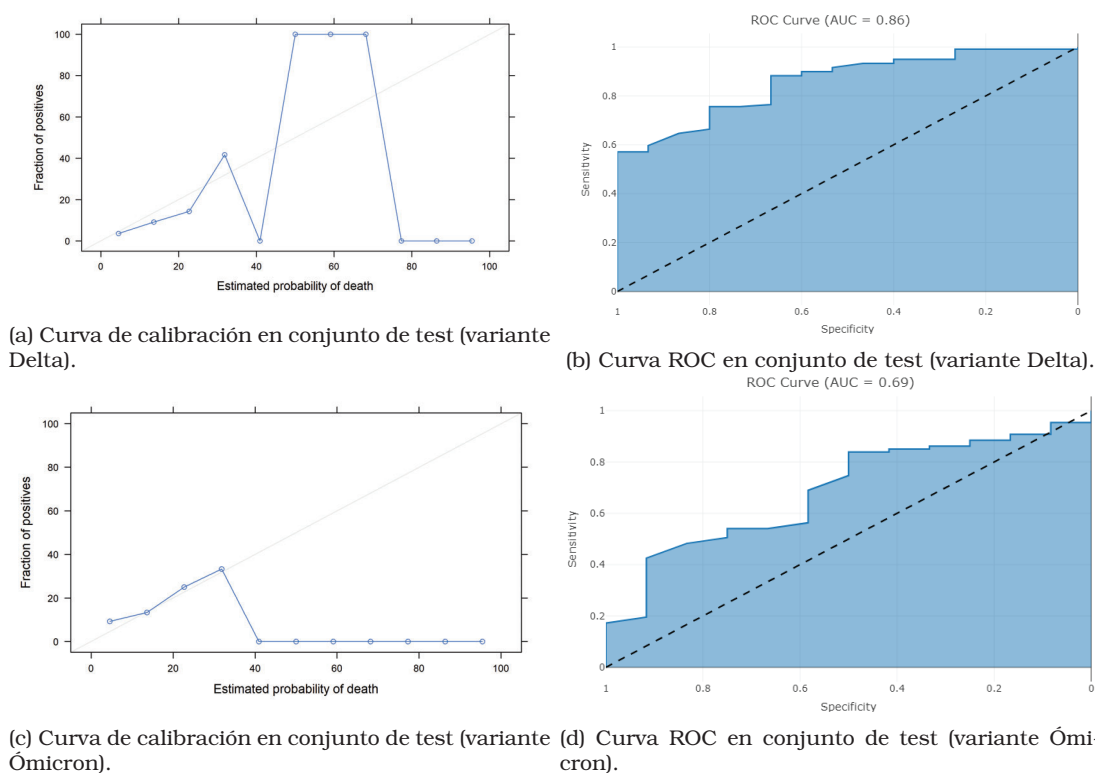 100
80
60
40
20
0
Fraction of positives
0
20
40
60
80
100
Estimated probability of death
(a) Curva de calibración en conjunto de test (variante
Delta).
ROC Curve (AUC = 0.86)
1
0.8
0.6
0.4
0.2
0
Sensitivity
1
0.8
0.6
0.4
0.2
0
Specificity
(b) Curva ROC en conjunto de test (variante Delta).
100
80
60
40
20
0
Fraction of positives
0
20
40
60
80
100
Estimated probability of death
(c) Curva de calibración en conjunto de test (variante
Ómicron).
ROC Curve (AUC = 0.69)
1
0.8
0.6
0.4
0.2
0
Sensitivity
1
0.8
0.6
0.4
0.2
0
Specificity
(d) Curva ROC en conjunto de test (variante Ómi-
cron).